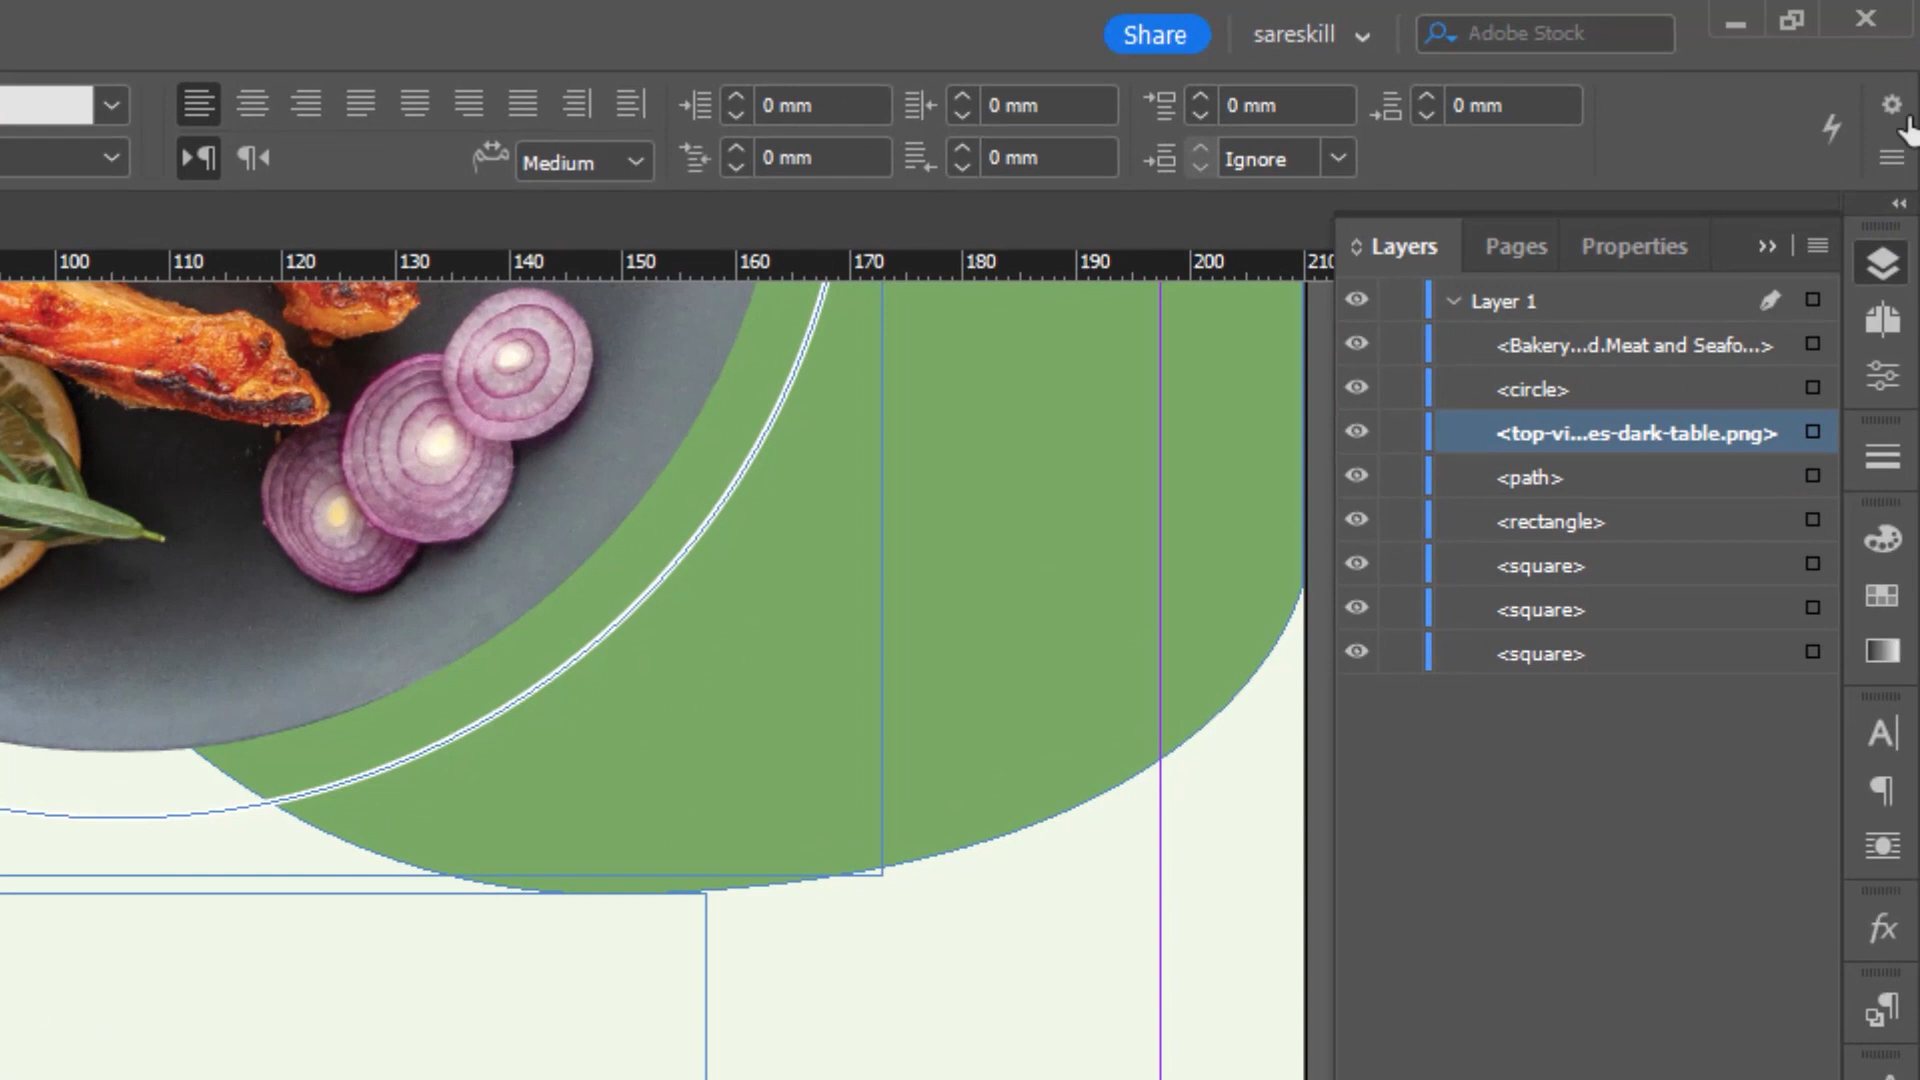 Share
sareskill
Adobe Stock
0 mm
0 mm
0 mm
0 mm
Medium
0 mm
0 mm
Ignore
Layers
Pages
Properties
100
110
120
130
140
150
160
170
180
190
200
210
Layer 1
<Bakery...d.Meat and Seafo...>
<circle>
<top-vi...es-dark-table.png>
<path>
<rectangle>
<square>
<square>
<square>
A
fx